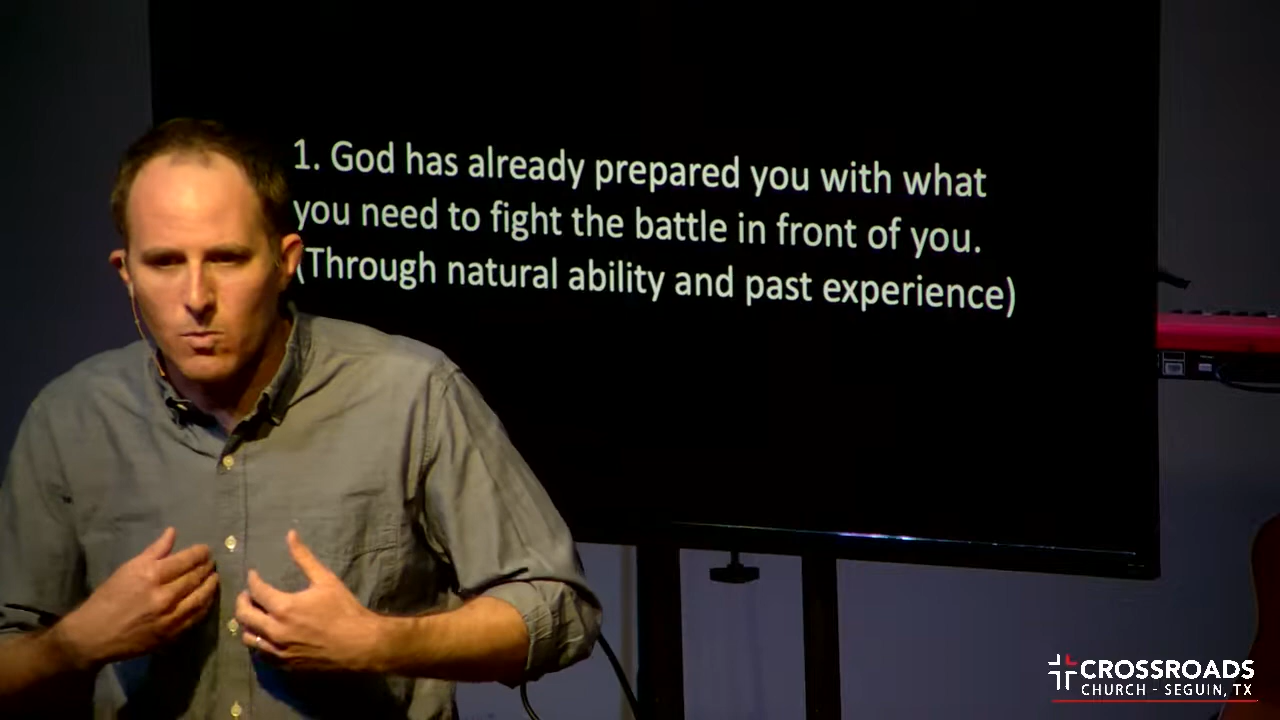 1. God has already prepared you with what
you need to fight the battle in front of you.
(Through natural ability and past experience)
CROSSROADS
CHURCH - SEGUIN, TX